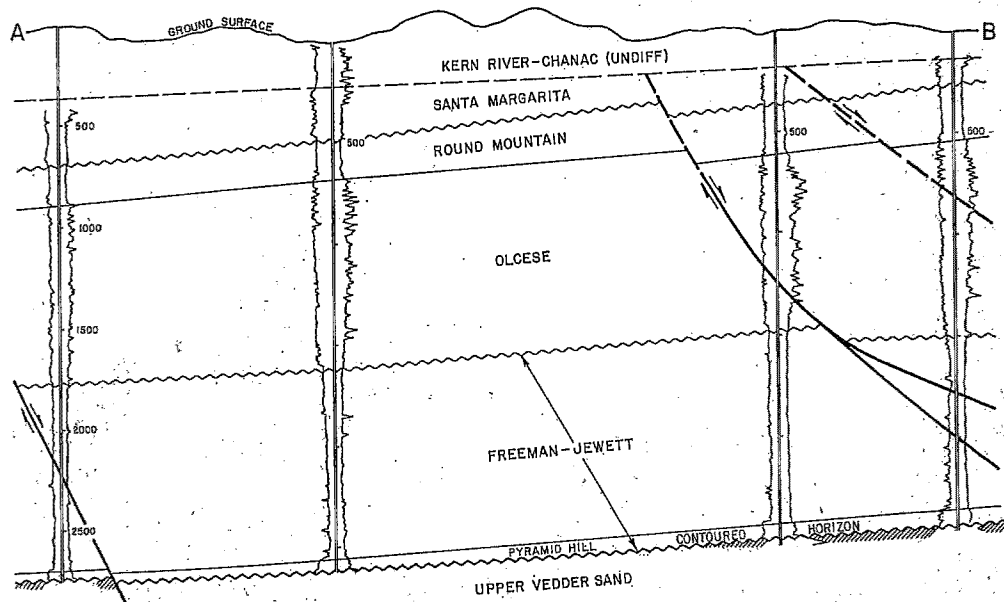 A
GROUND SURFACE
B
KERN RIVER-CHANAC (UNDIFF)
SANTA MARGARITA
500
500
500
500
ROUND MOUNTAIN
1000
OLCESE
1500
2000
FREEMAN-JEWETT
2500
PYRAMID HILL
CONTOURED HORIZON
UPPER VEDDER SAND